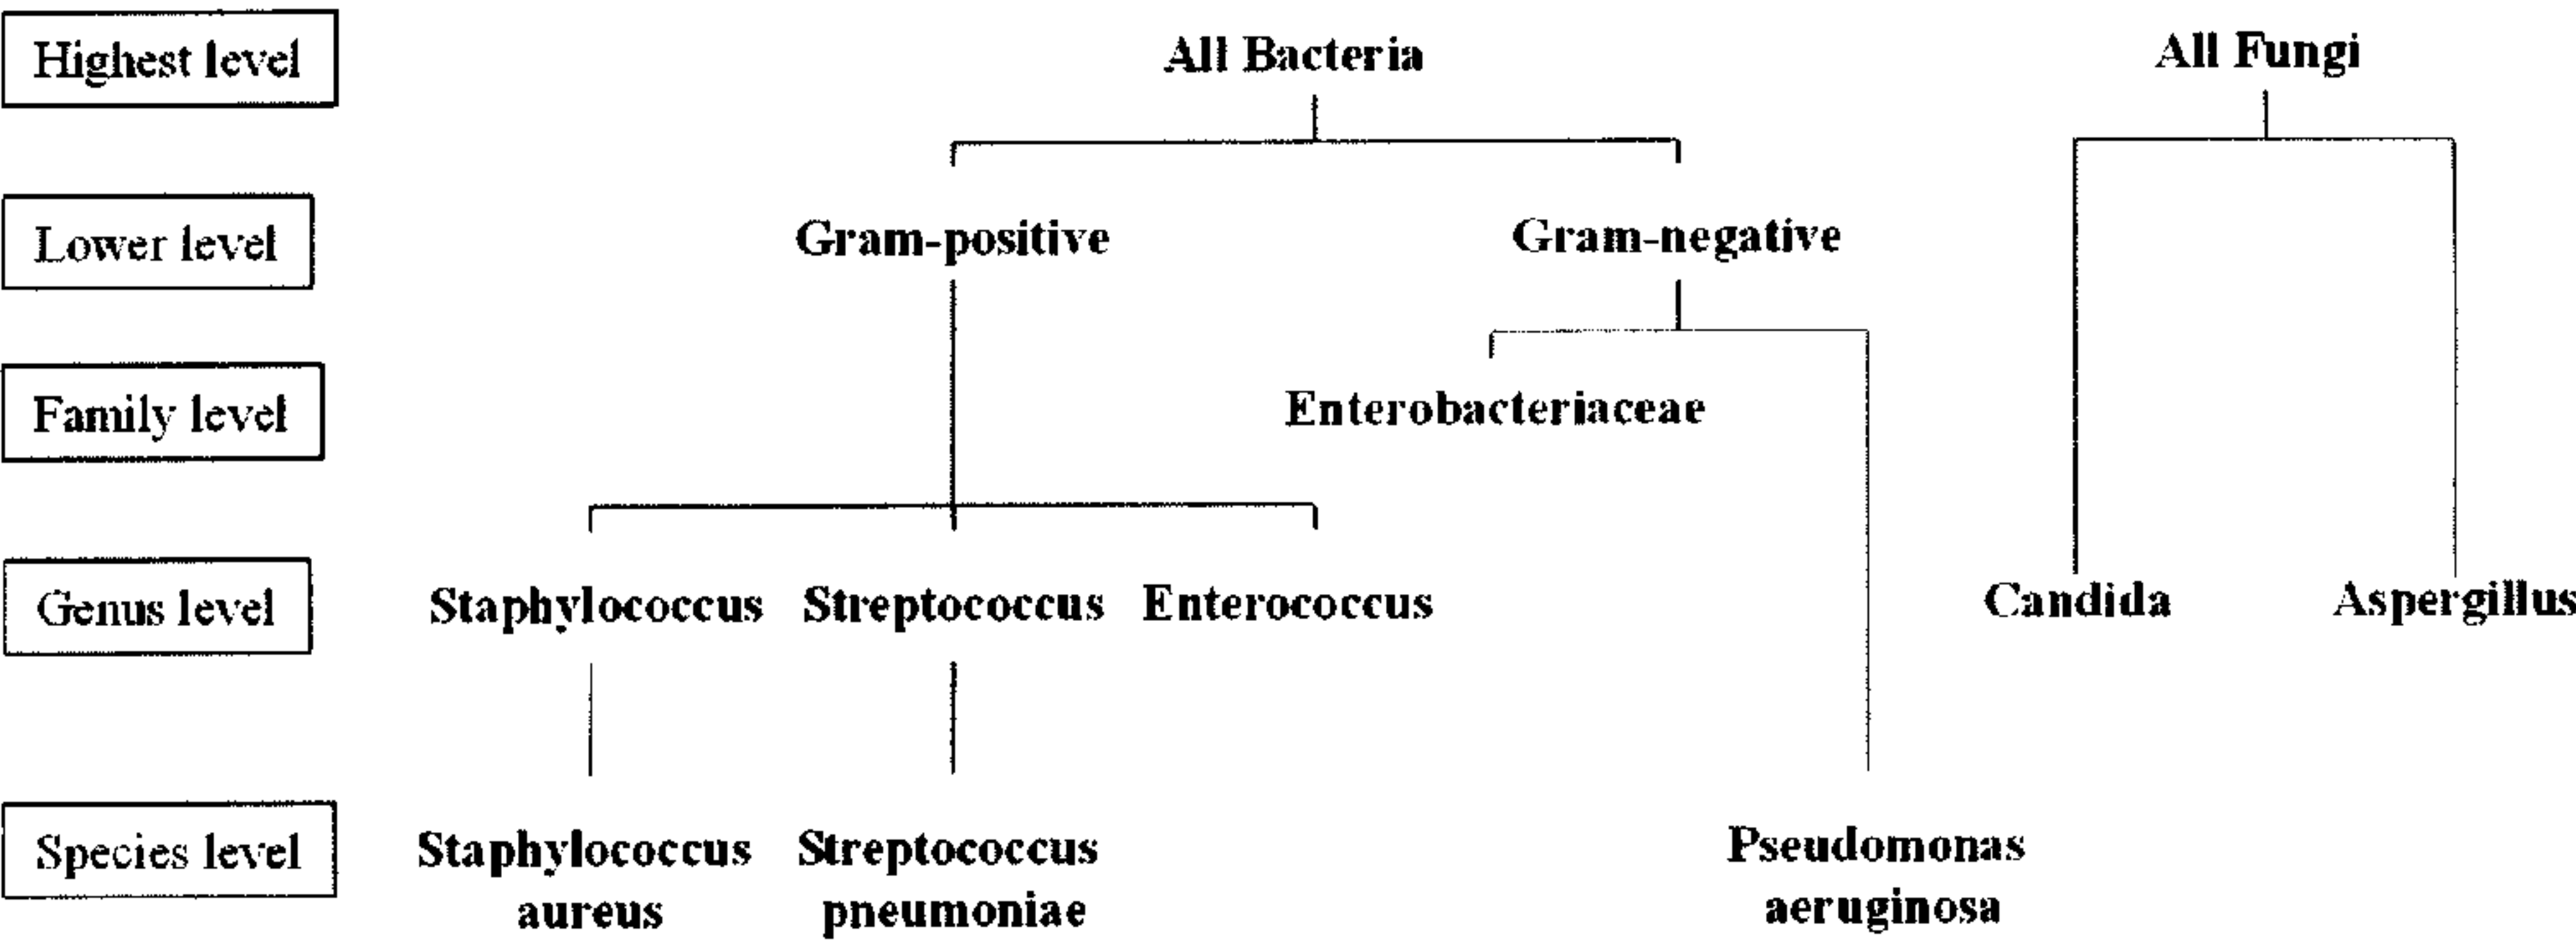 Highest level
All Bacteria
All Fungi
Lower level
Gram-positive
Gram-negative
Family level
Enterobacteriaceae
Genus level
Staphylococcus
Streptococcus
Enterococcus
Candida
Aspergillus
Species level
Staphylococcus
aureus
Streptococcus
pneumoniae
Pseudomonas
aeruginosa